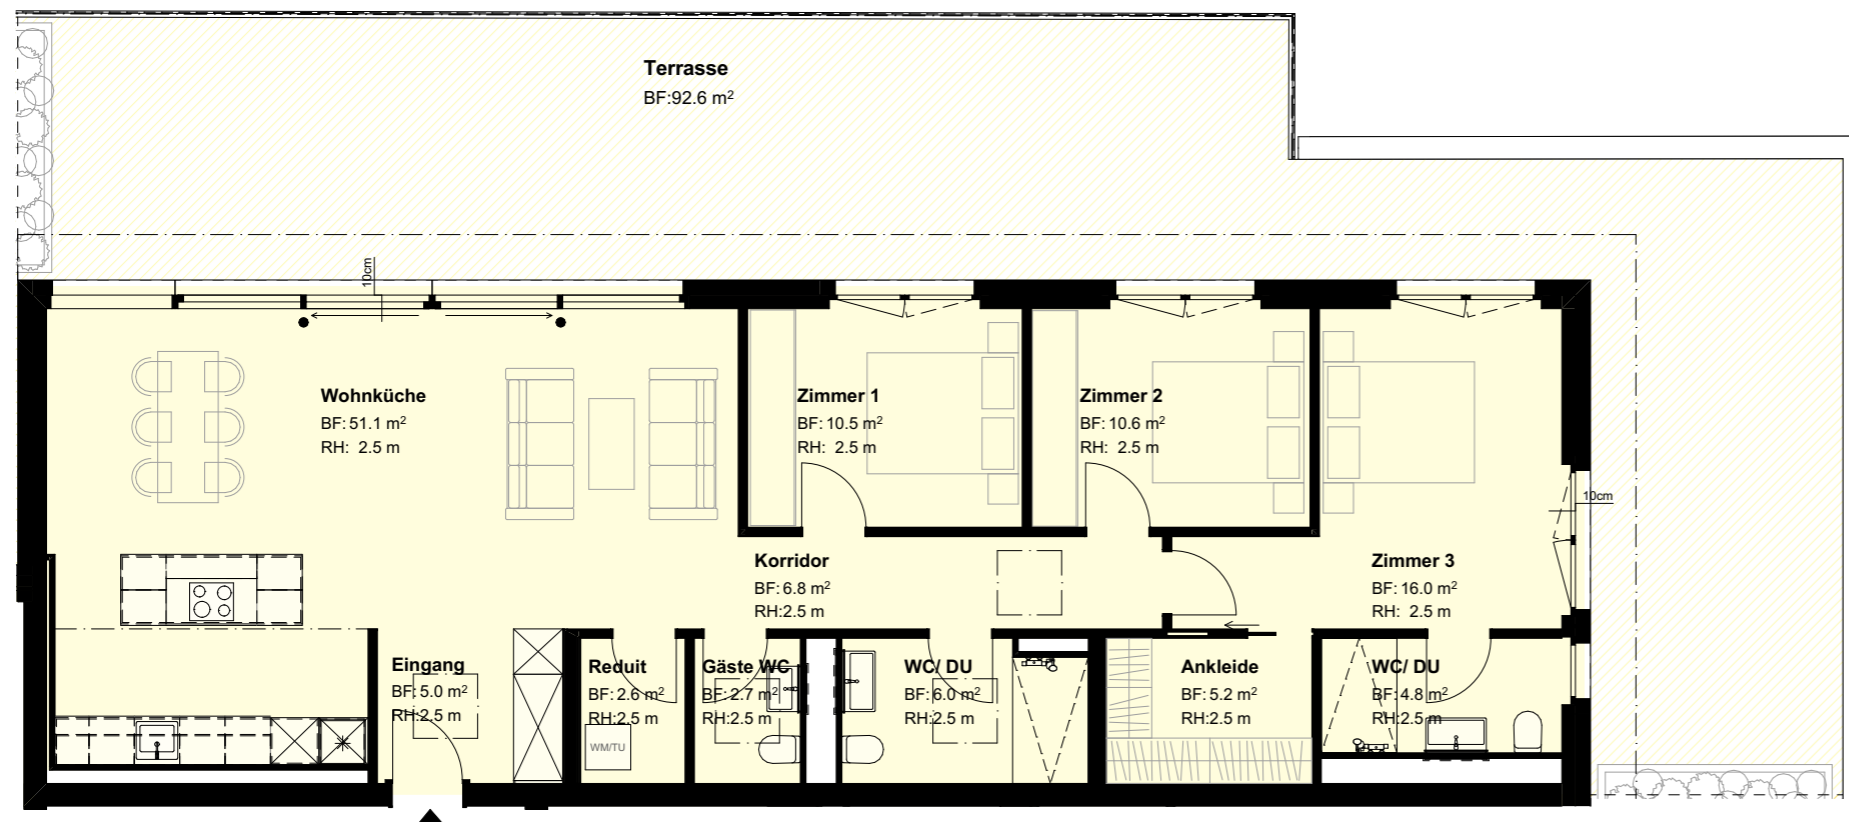 Terrasse
BF:92.6 m²
10cm
Wohnküche
BF: 51.1 m²
RH: 2.5 m
Zimmer 1
BF: 10.5 m²
RH: 2.5 m
Zimmer 2
BF: 10.6 m²
RH: 2.5 m
10cm
Korridor
BF: 6.8 m²
RH:2.5 m
Zimmer 3
BF: 16.0 m²
RH: 2.5 m
Eingang
BF: 5.0 m²
RH:2.5 m
Reduit
BF: 2.6 m²
RH:2.5 m
WM/TU
Gäste WC
BF: 2.7 m²
RH:2.5 m
WC/ DU
BF: 6.0 m²
RH:2.5 m
Ankleide
BF: 5.2 m²
RH:2.5 m
WC/ DU
BF: 4.8 m²
RH:2.5 m